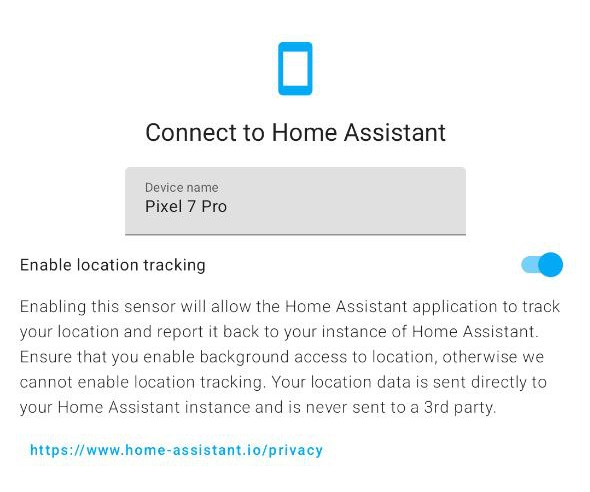 Connect to Home Assistant
Device name
Pixel 7 Pro
Enable location tracking
Enabling this sensor will allow the Home Assistant application to track
your location and report it back to your instance of Home Assistant.
Ensure that you enable background access to location, otherwise we
cannot enable location tracking. Your location data is sent directly to
your Home Assistant instance and is never sent to a 3rd party.
https://www.home-assistant.io/privacy